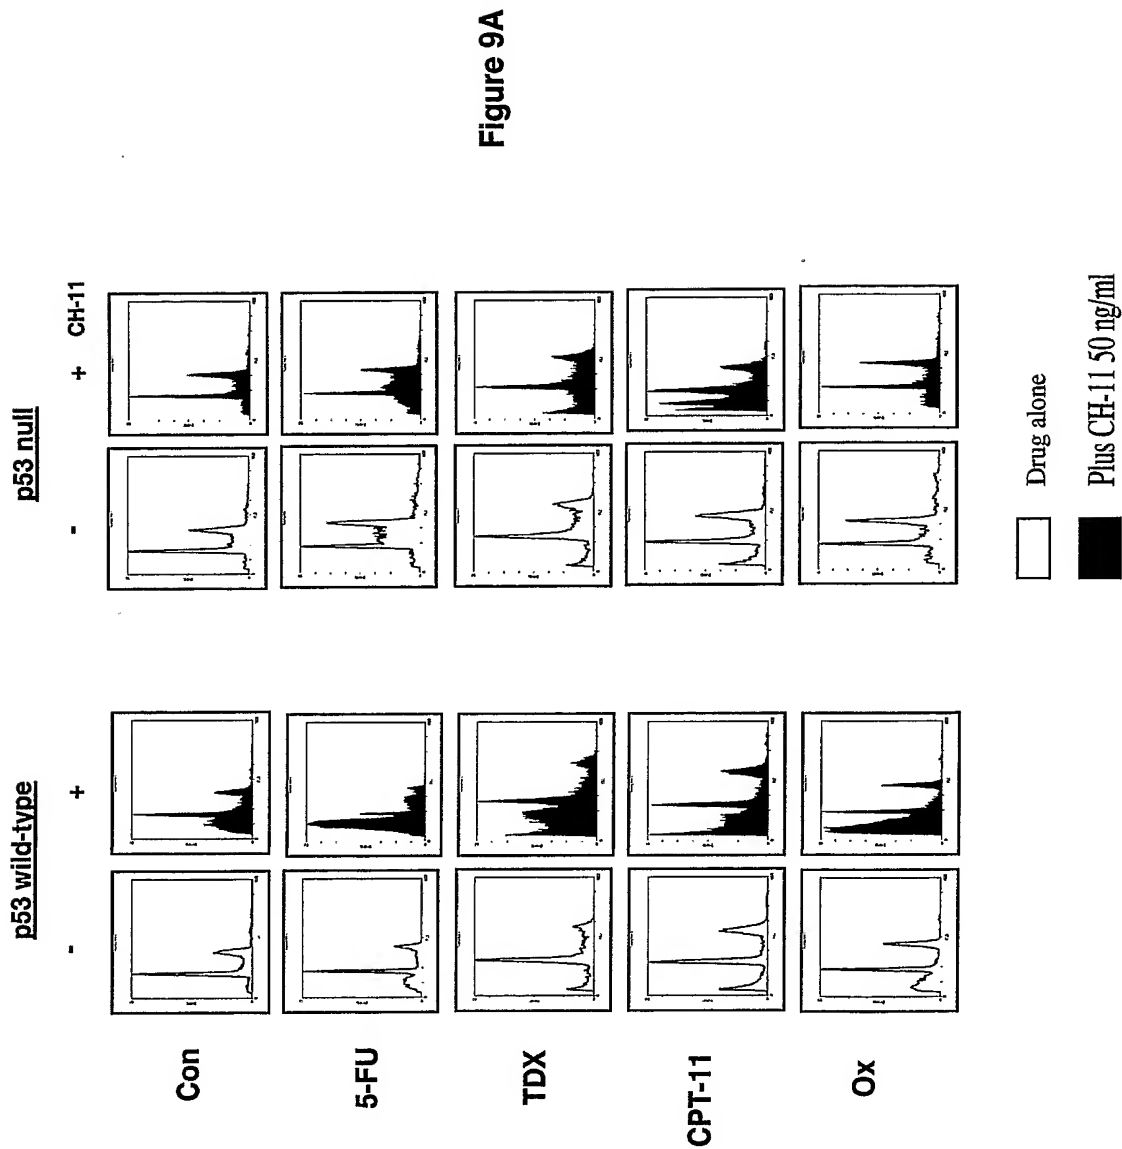 p53 wild-type
p53 null
-
+
-
+ CH-11
Con
5-FU
TDX
CPT-11
Ox
Drug alone
Plus CH-11 50 ng/ml
Figure 9A